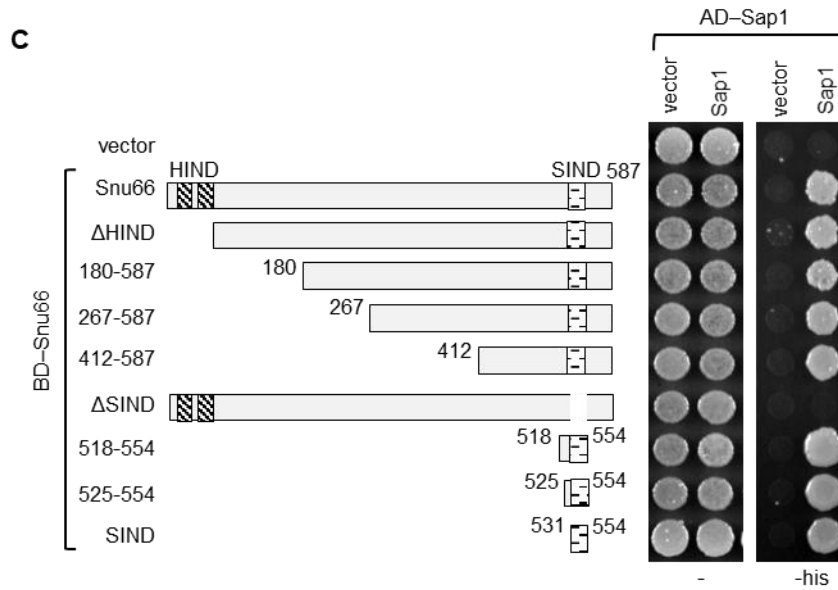 C
AD–Sap1
vector
Sap1
vector
Sap1
vector
HIND
SIND
587
BD–Snu66
Snu66
ΔHIND
180-587
180
267-587
267
412-587
412
ΔSIND
518-554
518
554
525-554
525
554
SIND
531
554
-
-his